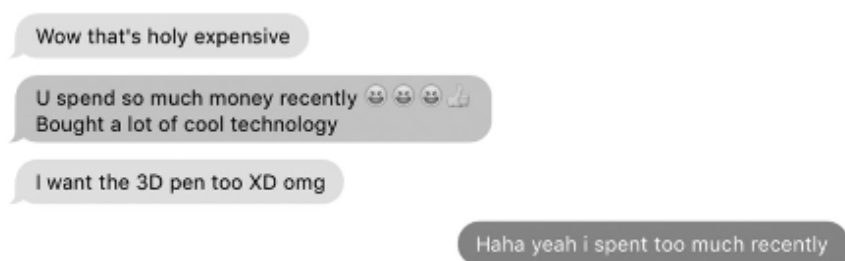 Wow that's holy expensive
U spend so much money recently 😆😆😆👍
Bought a lot of cool technology
I want the 3D pen too XD omg
Haha yeah i spent too much recently